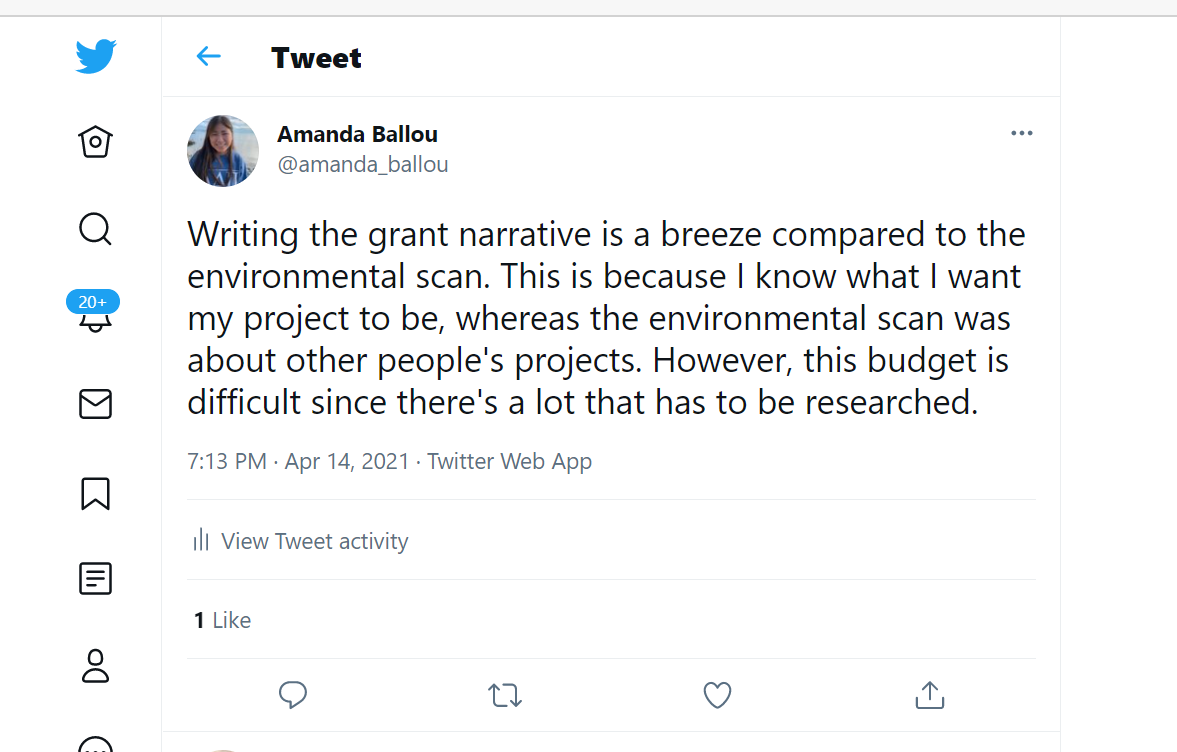 Tweet
Amanda Ballou
@amanda_ballou
Writing the grant narrative is a breeze compared to the
environmental scan. This is because I know what I want
my project to be, whereas the environmental scan was
about other people's projects. However, this budget is
difficult since there's a lot that has to be researched.
7:13 PM · Apr 14, 2021 · Twitter Web App
20+
View Tweet activity
1 Like